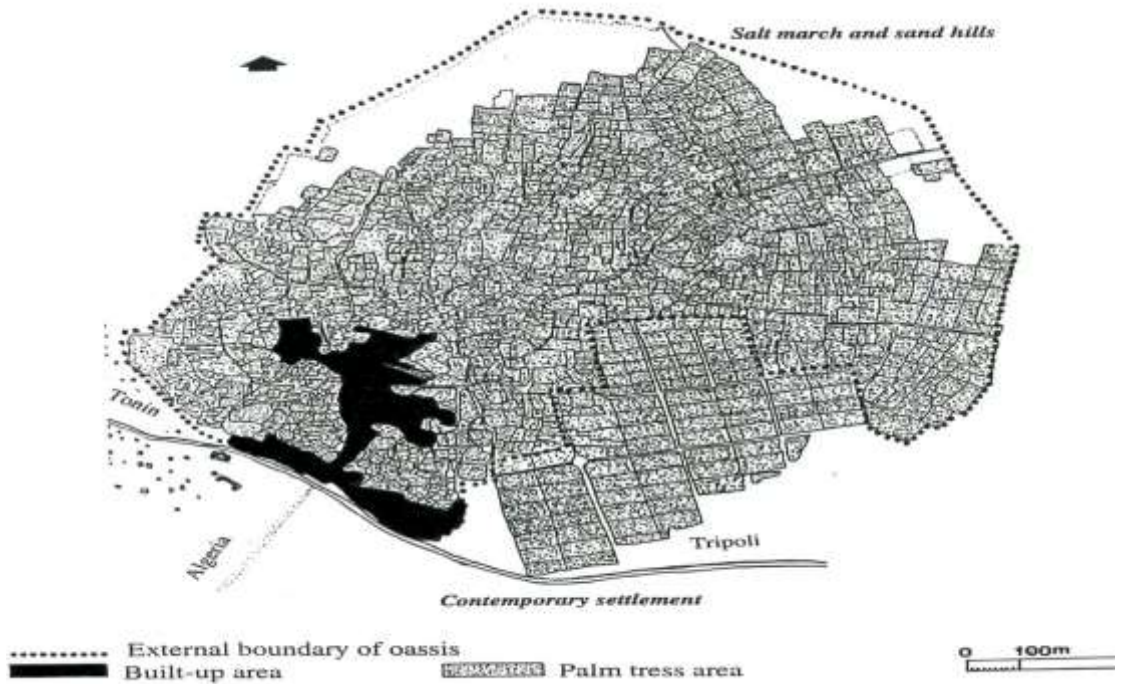 Salt march and sand hills
Tonin
Algeria
Tripoli
Contemporary settlement
External boundary of oassis
Built-up area
Palm tress area
0 100m